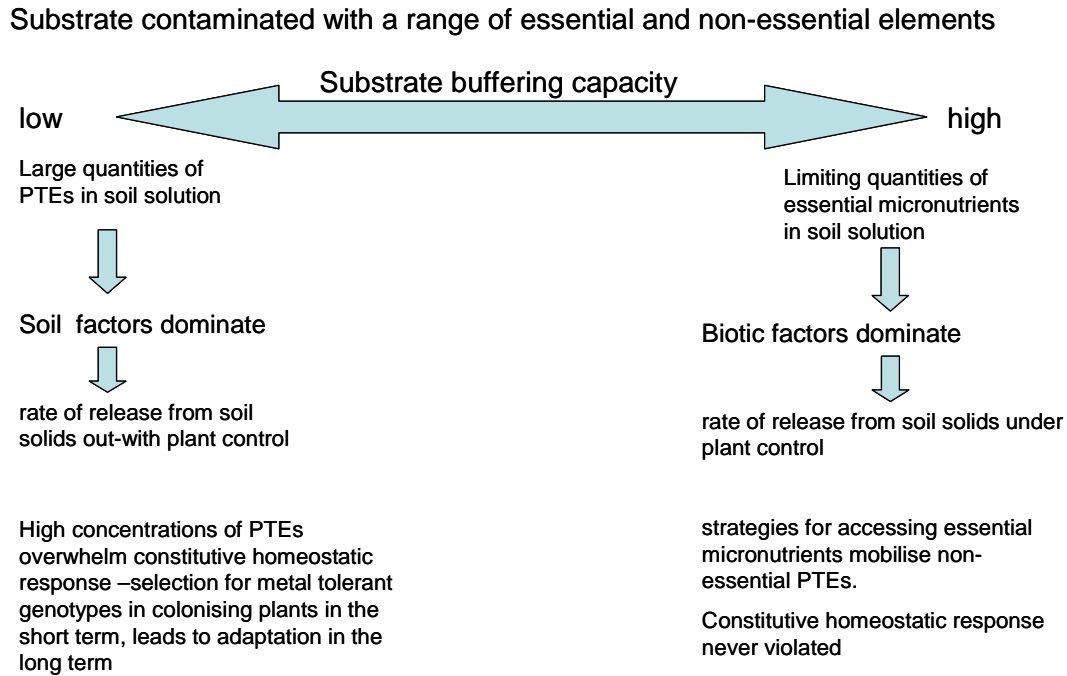 Substrate contaminated with a range of essential and non-essential elements
Substrate buffering capacity
low
high
Large quantities of
PTEs in soil solution
Soil factors dominate
rate of release from soil
solids out-with plant control
High concentrations of PTEs
overwhelm constitutive homeostatic
response –selection for metal tolerant
genotypes in colonising plants in the
short term, leads to adaptation in the
long term
Limiting quantities of
essential micronutrients
in soil solution
Biotic factors dominate
rate of release from soil solids under
plant control
strategies for accessing essential
micronutrients mobilise non-
essential PTEs.
Constitutive homeostatic response
never violated